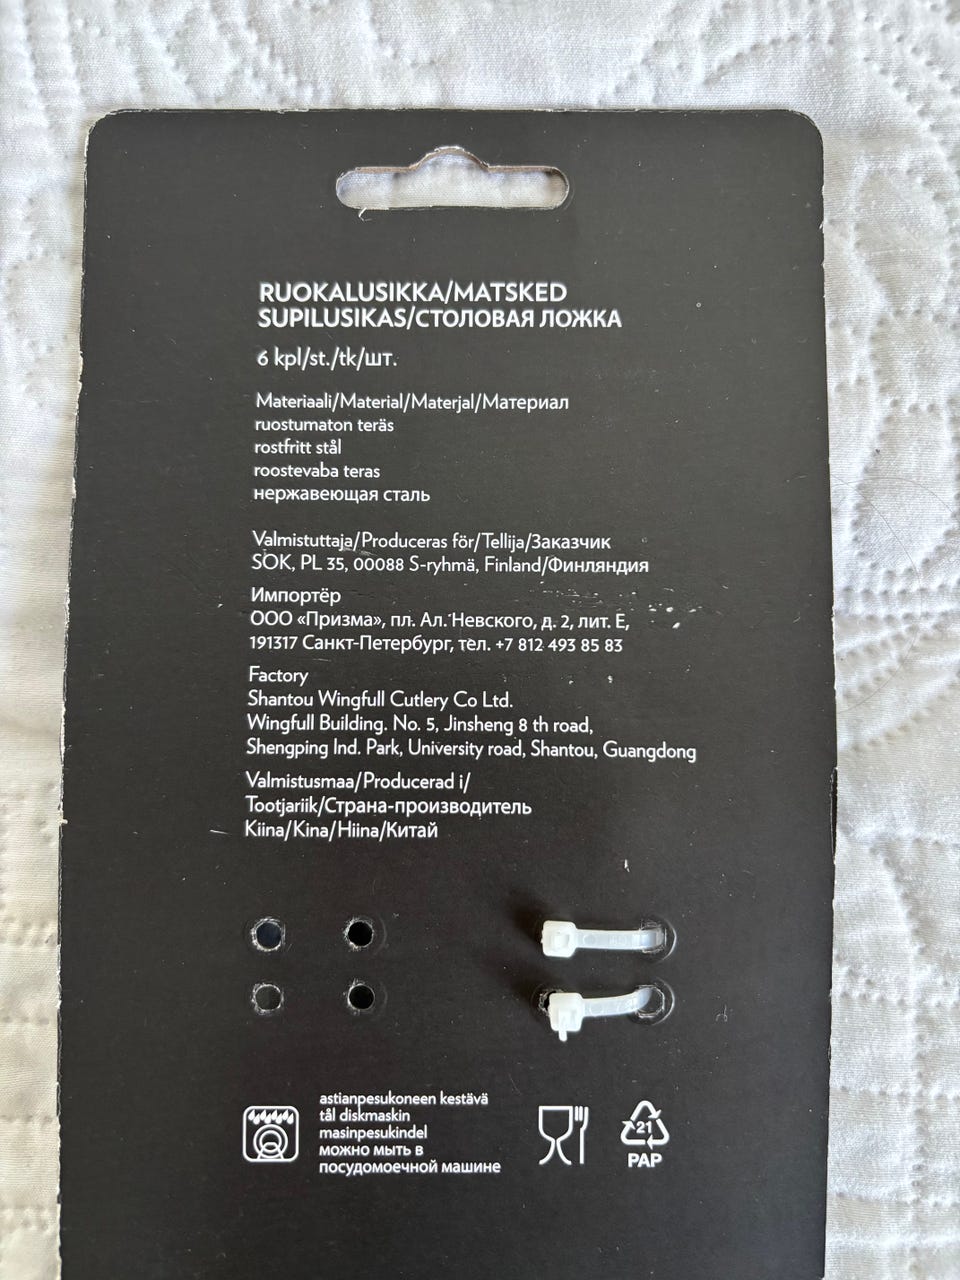 RUOKALUSIKKA/MATSKED
SUPILUSIKAS/СТОЛОВАЯ ЛОЖКА
6 kpl/st./tk/шт.
Materiaali/Material/Materjal/Материал
ruostumaton teräs
rostfritt stål
roostevaba teras
нержавеющая сталь
Valmistuttaja/Produceras för/Tellija/Заказчик
SOK, PL 35, 00088 S-ryhmä, Finland/Финляндия
Импортёр
ООО «Призма», пл. Ал. Невского, д. 2, лит. Е,
191317 Санкт-Петербург, тел. +7 812 493 85 83
Factory
Shantou Wingfull Cutlery Co Ltd.
Wingfull Building. No. 5, Jinsheng 8 th road,
Shengping Ind. Park, University road, Shantou, Guangdong
Valmistusmaa/Producerad i/
Tootjariik/Страна-производитель
Kiina/Kina/Hiina/Китай
astianpesukoneen kestävä
tål diskmaskin
masinpesukindel
можно мыть в
посудомоечной машине
21
PAP